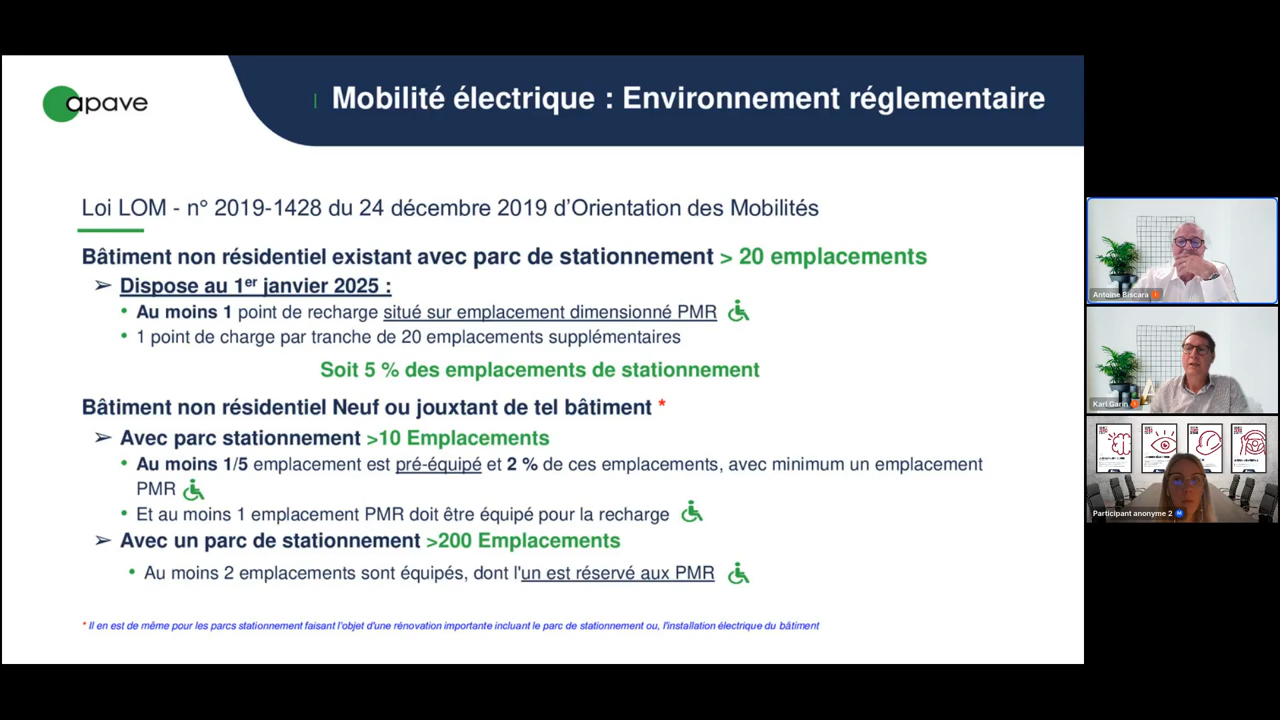 apave
Mobilité électrique : Environnement réglementaire
Loi LOM - n° 2019-1428 du 24 décembre 2019 d'Orientation des Mobilités
Bâtiment non résidentiel existant avec parc de stationnement > 20 emplacements
➢ Dispose au 1er janvier 2025 :
• Au moins 1 point de recharge situé sur emplacement dimensionné PMR
• 1 point de charge par tranche de 20 emplacements supplémentaires
Soit 5 % des emplacements de stationnement
Bâtiment non résidentiel Neuf ou jouxtant de tel bâtiment *
➢ Avec parc stationnement >10 Emplacements
• Au moins 1/5 emplacement est pré-équipé et 2 % de ces emplacements, avec minimum un emplacement
PMR
• Et au moins 1 emplacement PMR doit être équipé pour la recharge
➢ Avec un parc de stationnement >200 Emplacements
• Au moins 2 emplacements sont équipés, dont l'un est réservé aux PMR
* Il en est de même pour les parcs stationnement faisant l'objet d'une rénovation importante incluant le parc de stationnement ou, l'installation électrique du bâtiment
Antoine Biscara
Karl Garin
Participant anonyme 2 M